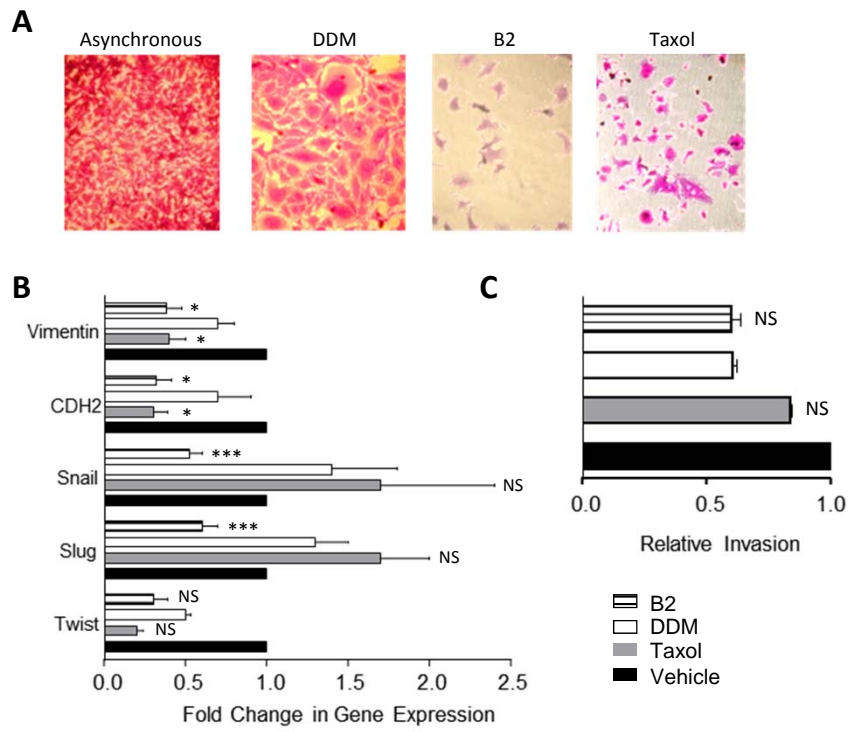 A
Asynchronous DDM B2 Taxol
B
Vimentin
*
*
CDH2
*
*
Snail
***
NS
Slug
***
NS
Twist
NS
NS
0.0 0.5 1.0 1.5 2.0 2.5
Fold Change in Gene Expression
C
NS
NS
0.0 0.5 1.0
Relative Invasion
B2
DDM
Taxol
Vehicle